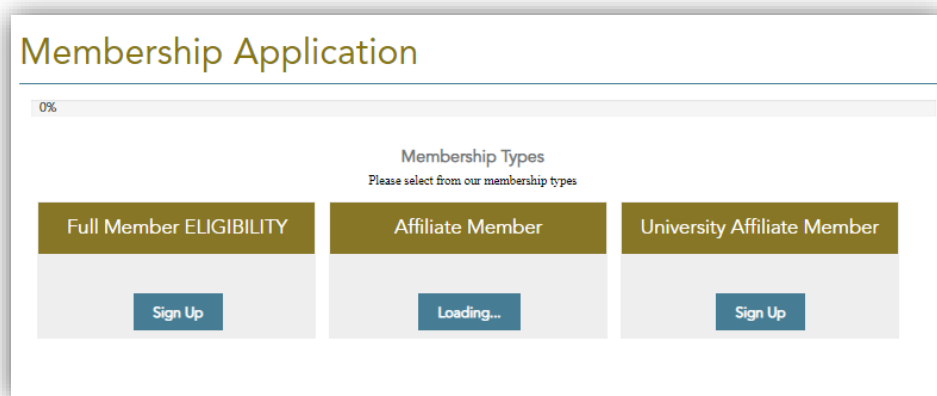 Membership Application
0%
Membership Types
Please select from our membership types
Full Member ELIGIBILITY
Affiliate Member
University Affiliate Member
Sign Up
Loading...
Sign Up